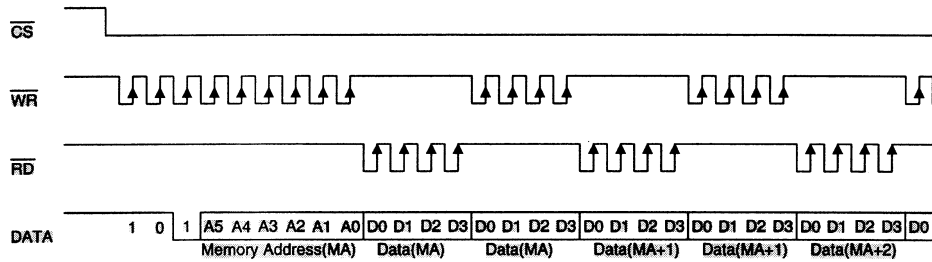 CS
WR
RD
DATA 1 0 1 A5 A4 A3 A2 A1 A0 D0 D1 D2 D3 D0 D1 D2 D3 D0 D1 D2 D3 D0 D1 D2 D3 D0 D1 D2 D3 D0
Memory Address(MA) Data(MA) Data(MA) Data(MA+1) Data(MA+1) Data(MA+2)